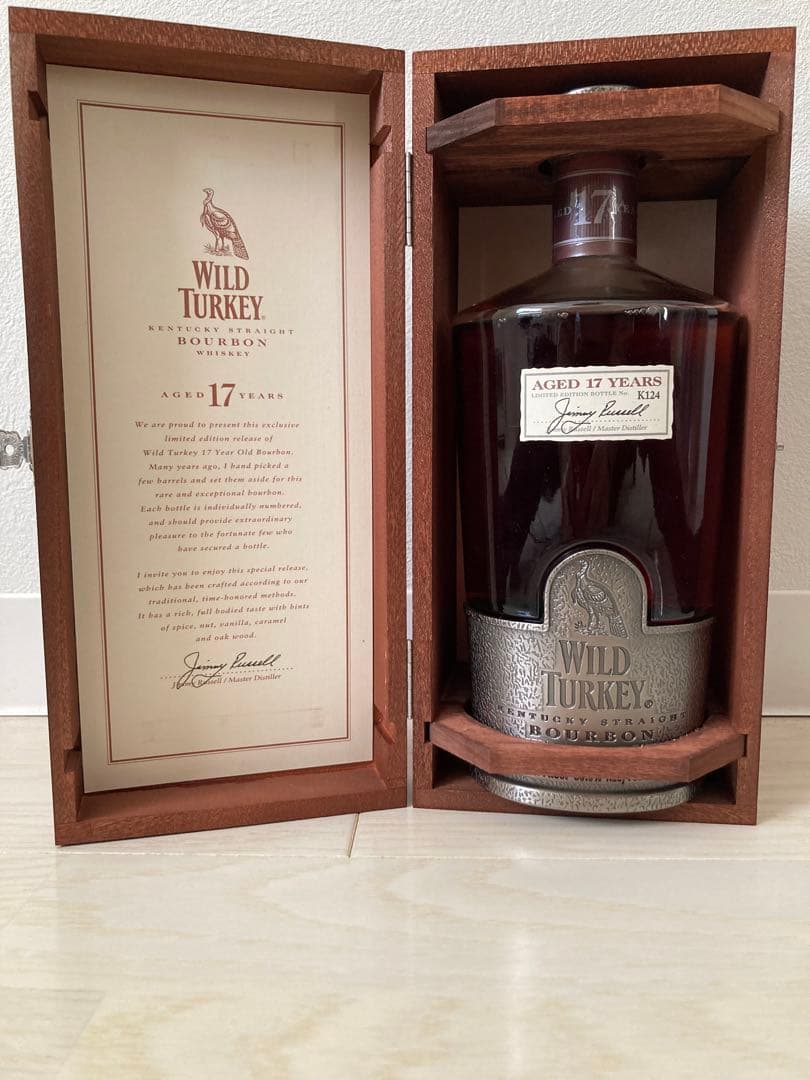 WILD
TURKEY®
KENTUCKY STRAIGHT
BOURBON
WHISKEY
AGED 17 YEARS
We are proud to present this exclusive
limited edition release of
Wild Turkey 17 Year Old Bourbon.
Many years ago, I hand picked a
few barrels and set them aside for this
rare and exceptional bourbon.
Each bottle is individually numbered,
and should provide extraordinary
pleasure to the fortunate few who
have secured a bottle.
I invite you to enjoy this special release,
which has been crafted according to our
traditional, time-honored methods.
It has a rich, full bodied taste with hints
of spice, nut, vanilla, caramel
and oak wood.
Jimmy Russell
Jimmy Russell / Master Distiller
17
AGED 17 YEARS
LIMITED EDITION BOTTLE No. K124
Jimmy Russell
Jimmy Russell / Master Distiller
WILD
TURKEY®
KENTUCKY STRAIGHT
BOURBON